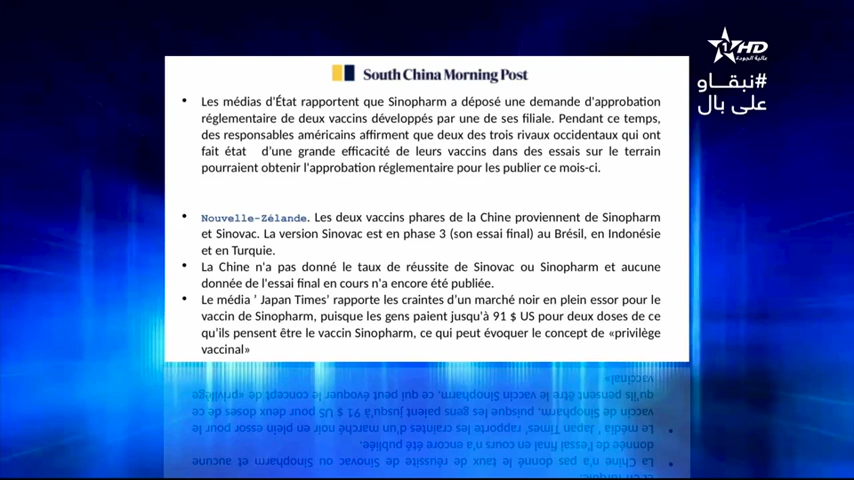 South China Morning Post
1HD
عالية الجودة
#نبقاو
على بال
• Les médias d'État rapportent que Sinopharm a déposé une demande d'approbation
réglementaire de deux vaccins développés par une de ses filiale. Pendant ce temps,
des responsables américains affirment que deux des trois rivaux occidentaux qui ont
fait état d'une grande efficacité de leurs vaccins dans des essais sur le terrain
pourraient obtenir l'approbation réglementaire pour les publier ce mois-ci.
• Nouvelle-Zélande. Les deux vaccins phares de la Chine proviennent de Sinopharm
et Sinovac. La version Sinovac est en phase 3 (son essai final) au Brésil, en Indonésie
et en Turquie.
• La Chine n'a pas donné le taux de réussite de Sinovac ou Sinopharm et aucune
donnée de l'essai final en cours n'a encore été publiée.
• Le média ' Japan Times' rapporte les craintes d'un marché noir en plein essor pour le
vaccin de Sinopharm, puisque les gens paient jusqu'à 91 $ US pour deux doses de ce
qu'ils pensent être le vaccin Sinopharm, ce qui peut évoquer le concept de «privilège
vaccinal»